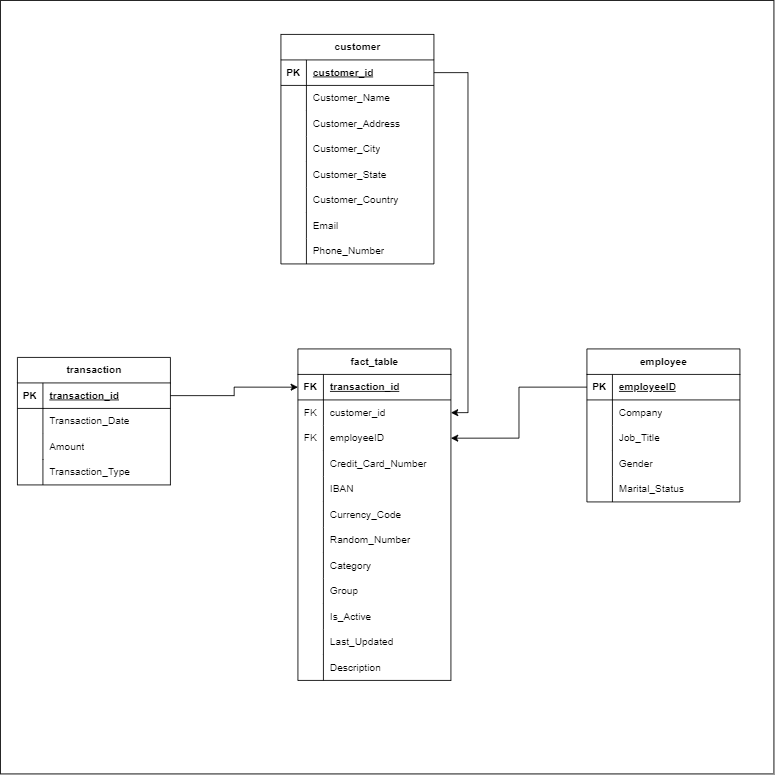 customer
PK customer_id
Customer_Name
Customer_Address
Customer_City
Customer_State
Customer_Country
Email
Phone_Number
transaction
PK transaction_id
Transaction_Date
Amount
Transaction_Type
fact_table
FK transaction_id
FK customer_id
FK employeeID
Credit_Card_Number
IBAN
Currency_Code
Random_Number
Category
Group
Is_Active
Last_Updated
Description
employee
PK employeeID
Company
Job_Title
Gender
Marital_Status